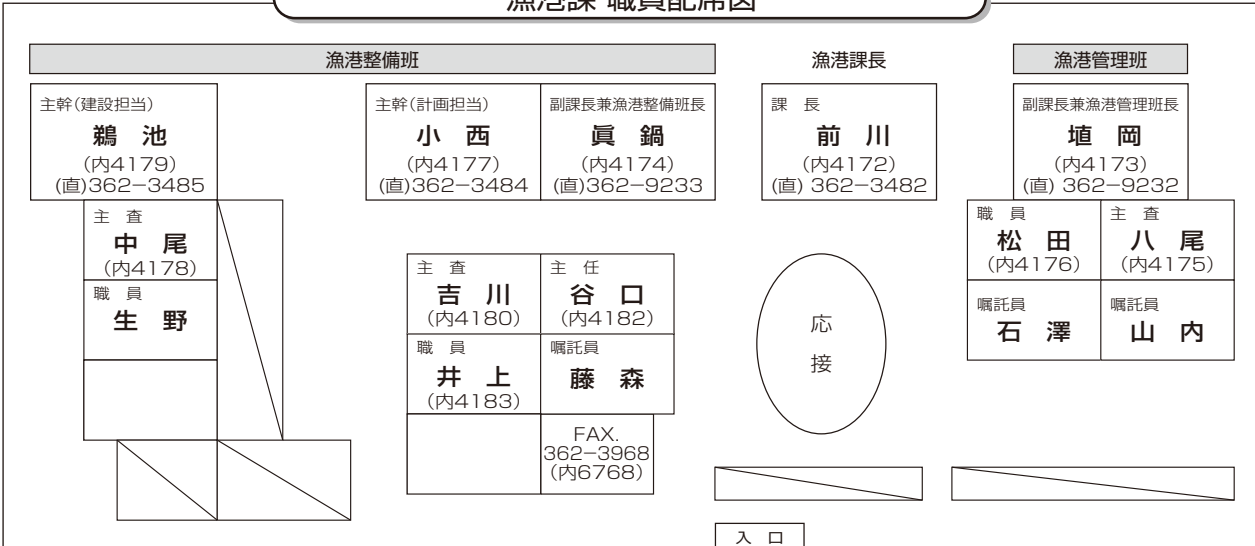 漁港課 職員配席図
漁港整備班
漁港課長
漁港管理班
主幹(建設担当)
鵜 池
(内4179)
(直)362−3485
主幹(計画担当)
小 西
(内4177)
(直)362−3484
副課長兼漁港整備班長
眞 鍋
(内4174)
(直)362−9233
課 長
前 川
(内4172)
(直) 362−3482
副課長兼漁港管理班長
埴 岡
(内4173)
(直) 362−9232
主 査
中 尾
(内4178)
職 員
生 野
主 査
吉 川
(内4180)
主 任
谷 口
(内4182)
職 員
井 上
(内4183)
嘱託員
藤 森
FAX.
362−3968
(内6768)
応
接
職 員
松 田
(内4176)
主 査
八 尾
(内4175)
嘱託員
石 澤
嘱託員
山 内
入 口